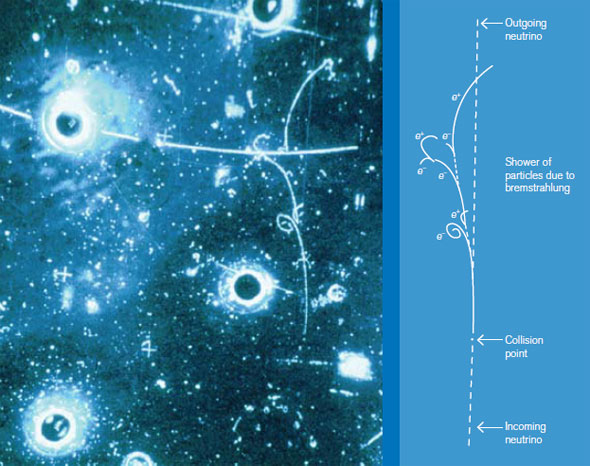 Outgoing
neutrino
e⁺
e⁺
e⁻
e⁻
e⁻
Shower of
particles due to
bremstrahlung
e⁺
e⁻
Collision
point
Incoming
neutrino